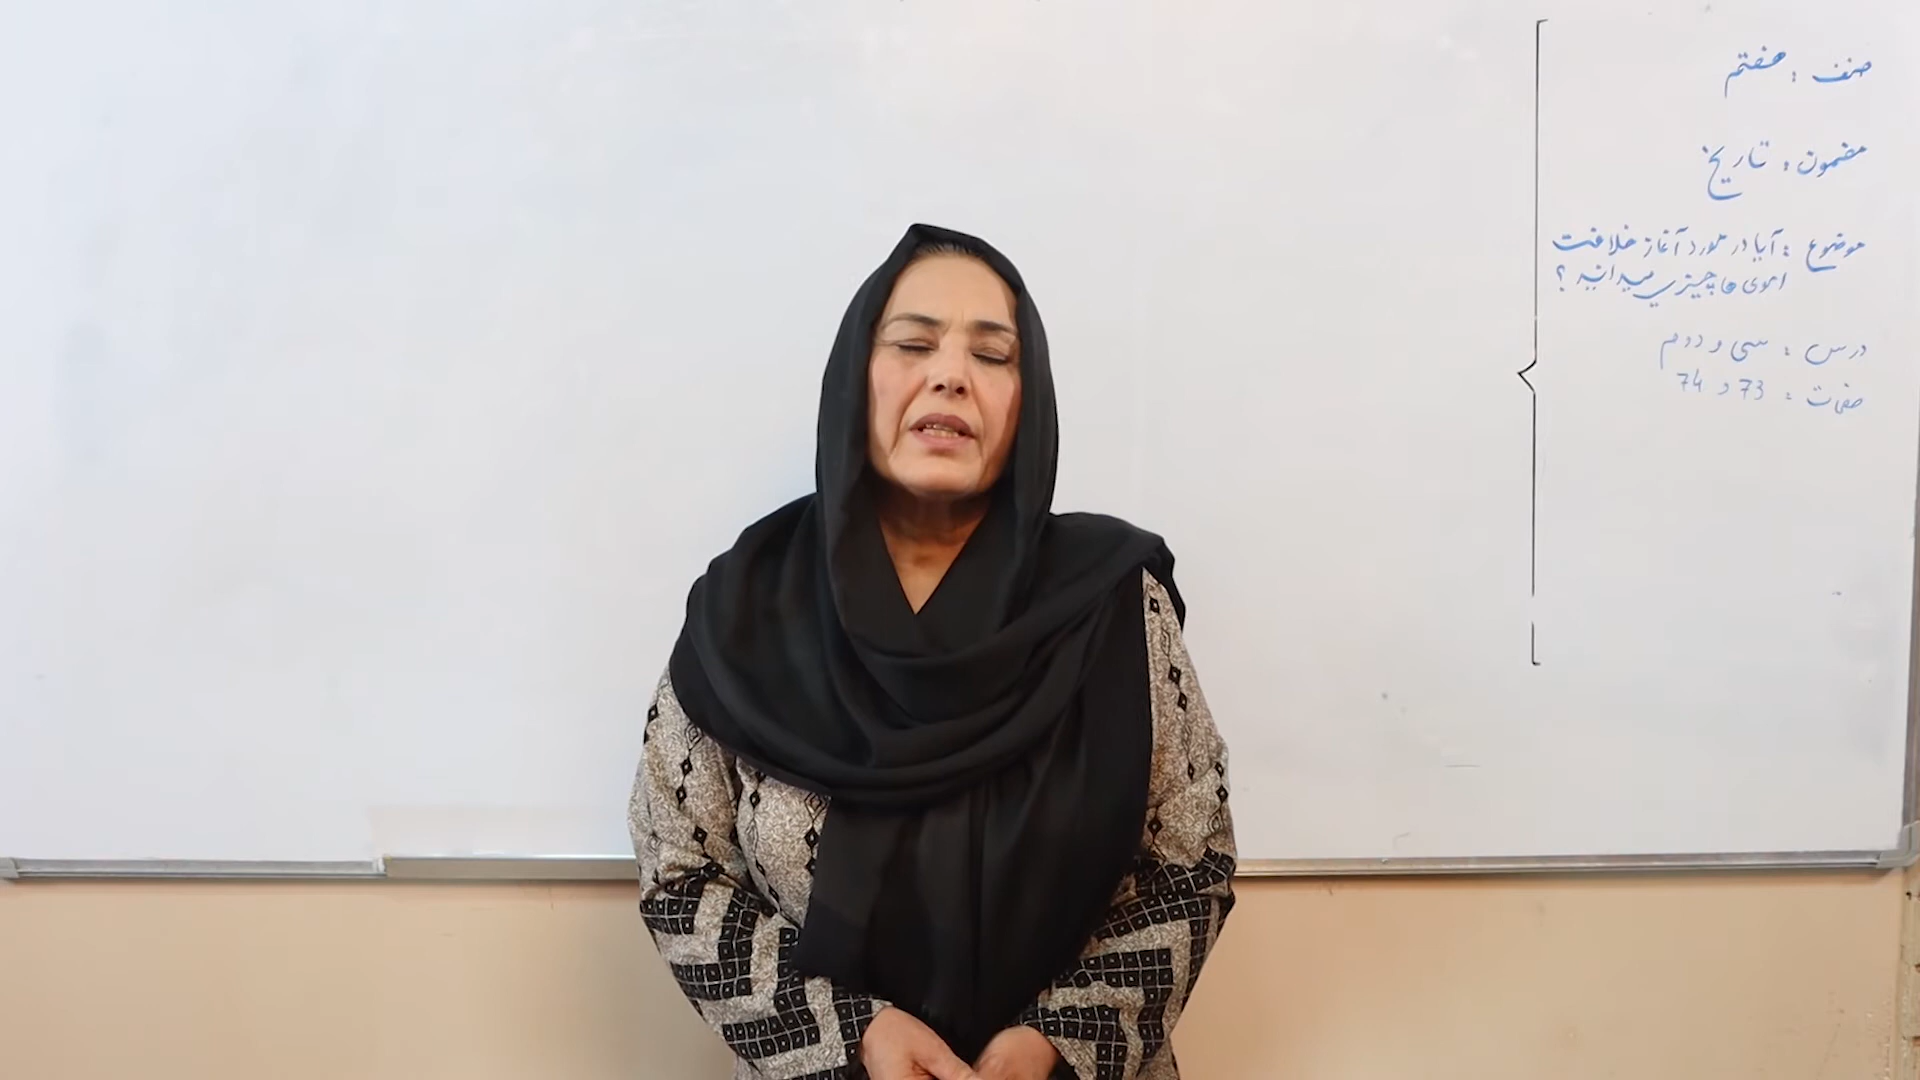 صنف : هفتم
مضمون : تاریخ
موضوع : آیا در مورد آغاز خلافت
اموی ها چیزی میدانید ؟
درس : سی و دوم
صفحات : 73 و 74